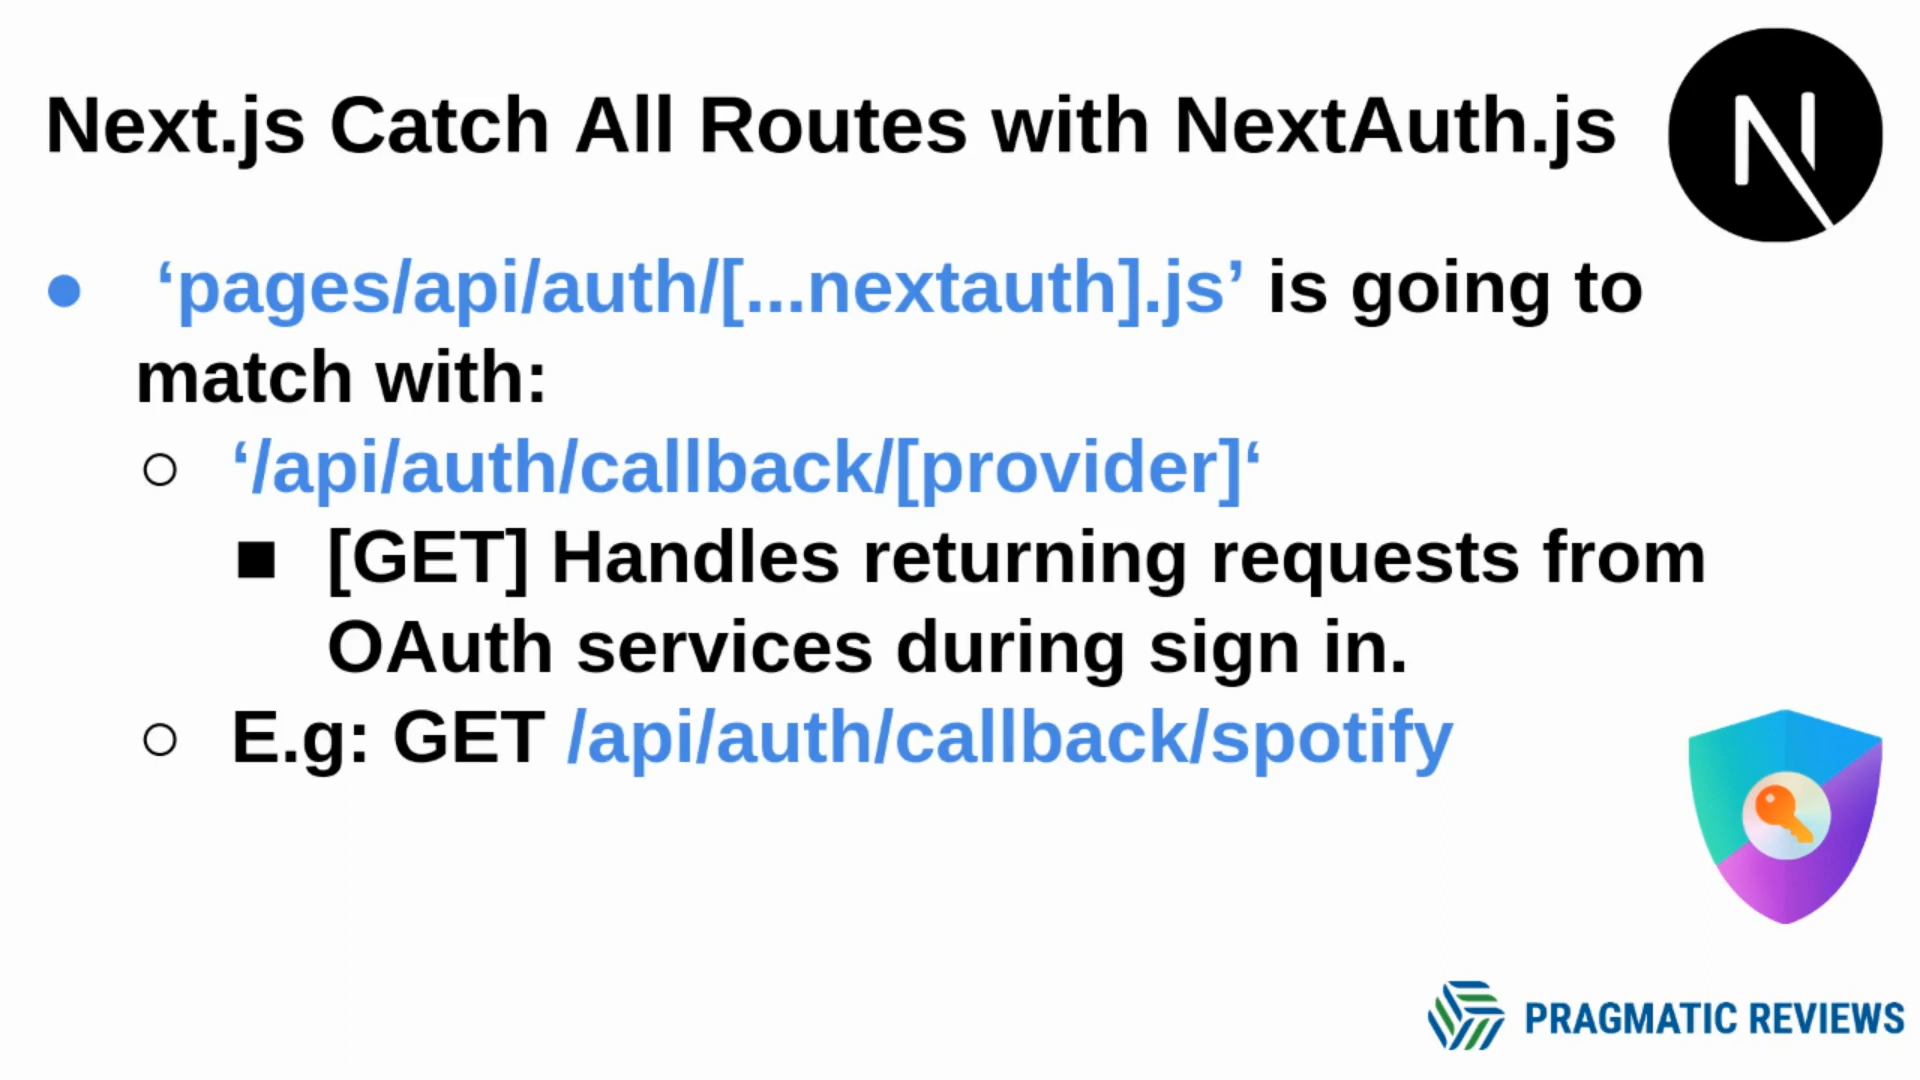 Next.js Catch All Routes with NextAuth.js
● ‘pages/api/auth/[...nextauth].js’ is going to
match with:
○ ‘/api/auth/callback/[provider]‘
■ [GET] Handles returning requests from
OAuth services during sign in.
○ E.g: GET /api/auth/callback/spotify
PRAGMATIC REVIEWS